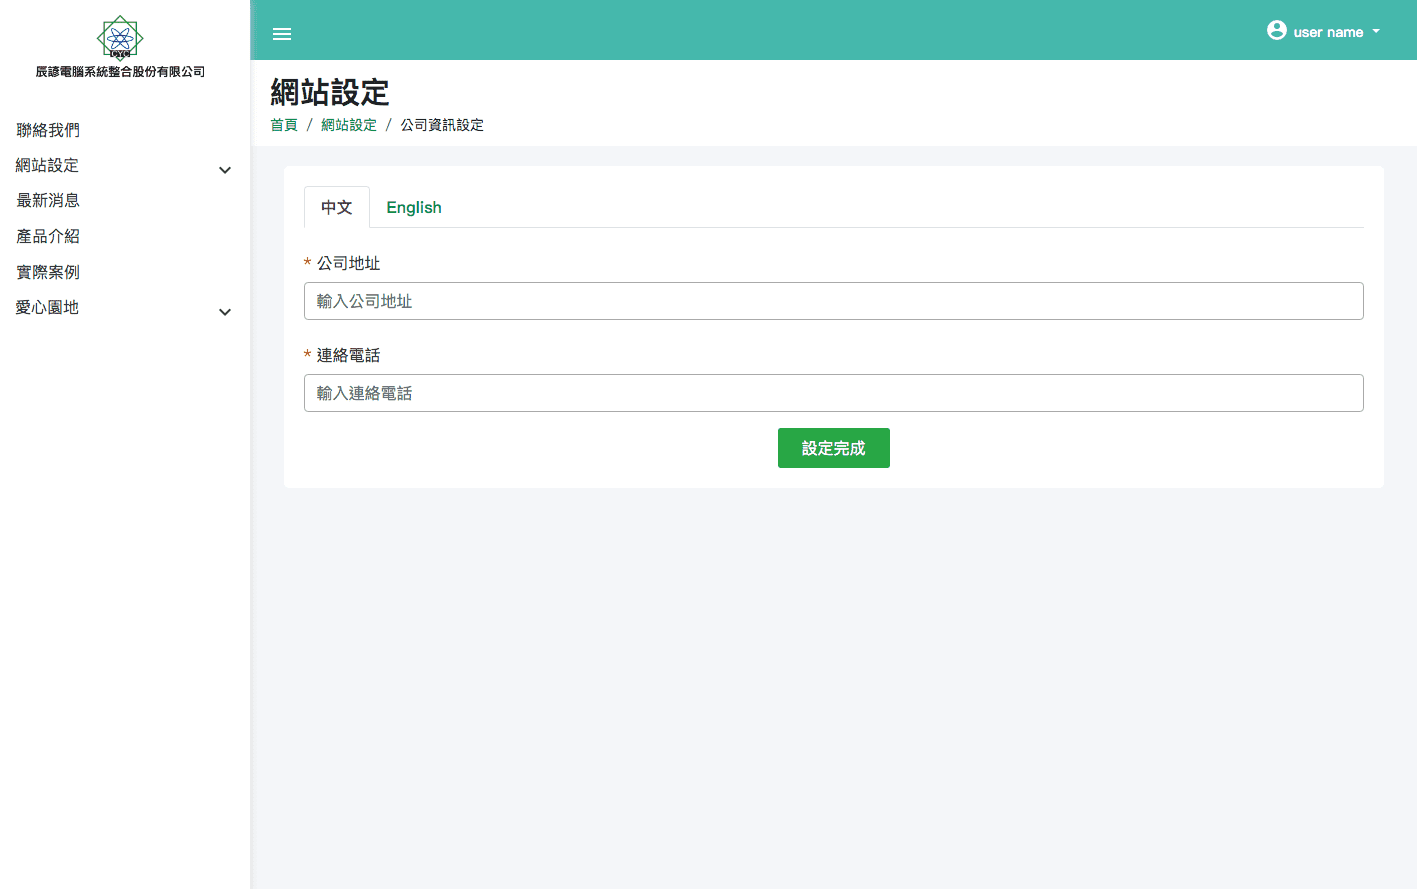 CYC
辰諺電腦系統整合股份有限公司
聯絡我們
網站設定
最新消息
產品介紹
實際案例
愛心園地
user name
網站設定
首頁 / 網站設定 / 公司資訊設定
中文 English
* 公司地址
輸入公司地址
* 連絡電話
輸入連絡電話
設定完成